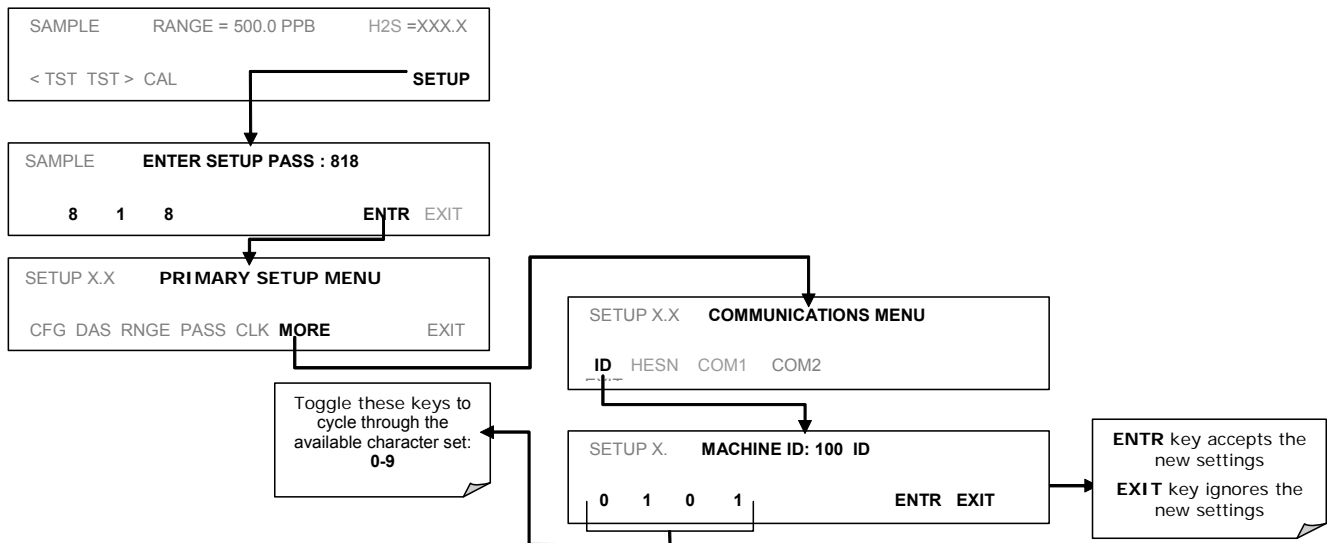 SAMPLE RANGE = 500.0 PPB H2S =XXX.X
< TST TST > CAL SETUP
SAMPLE ENTER SETUP PASS : 818
8 1 8 ENTR EXIT
SETUP X.X PRIMARY SETUP MENU
CFG DAS RNGE PASS CLK MORE EXIT
SETUP X.X COMMUNICATIONS MENU
ID HESN COM1 COM2
Toggle these keys to
cycle through the
available character set:
0-9
SETUP X. MACHINE ID: 100 ID
0 1 0 1 ENTR EXIT
ENTR key accepts the
new settings
EXIT key ignores the
new settings